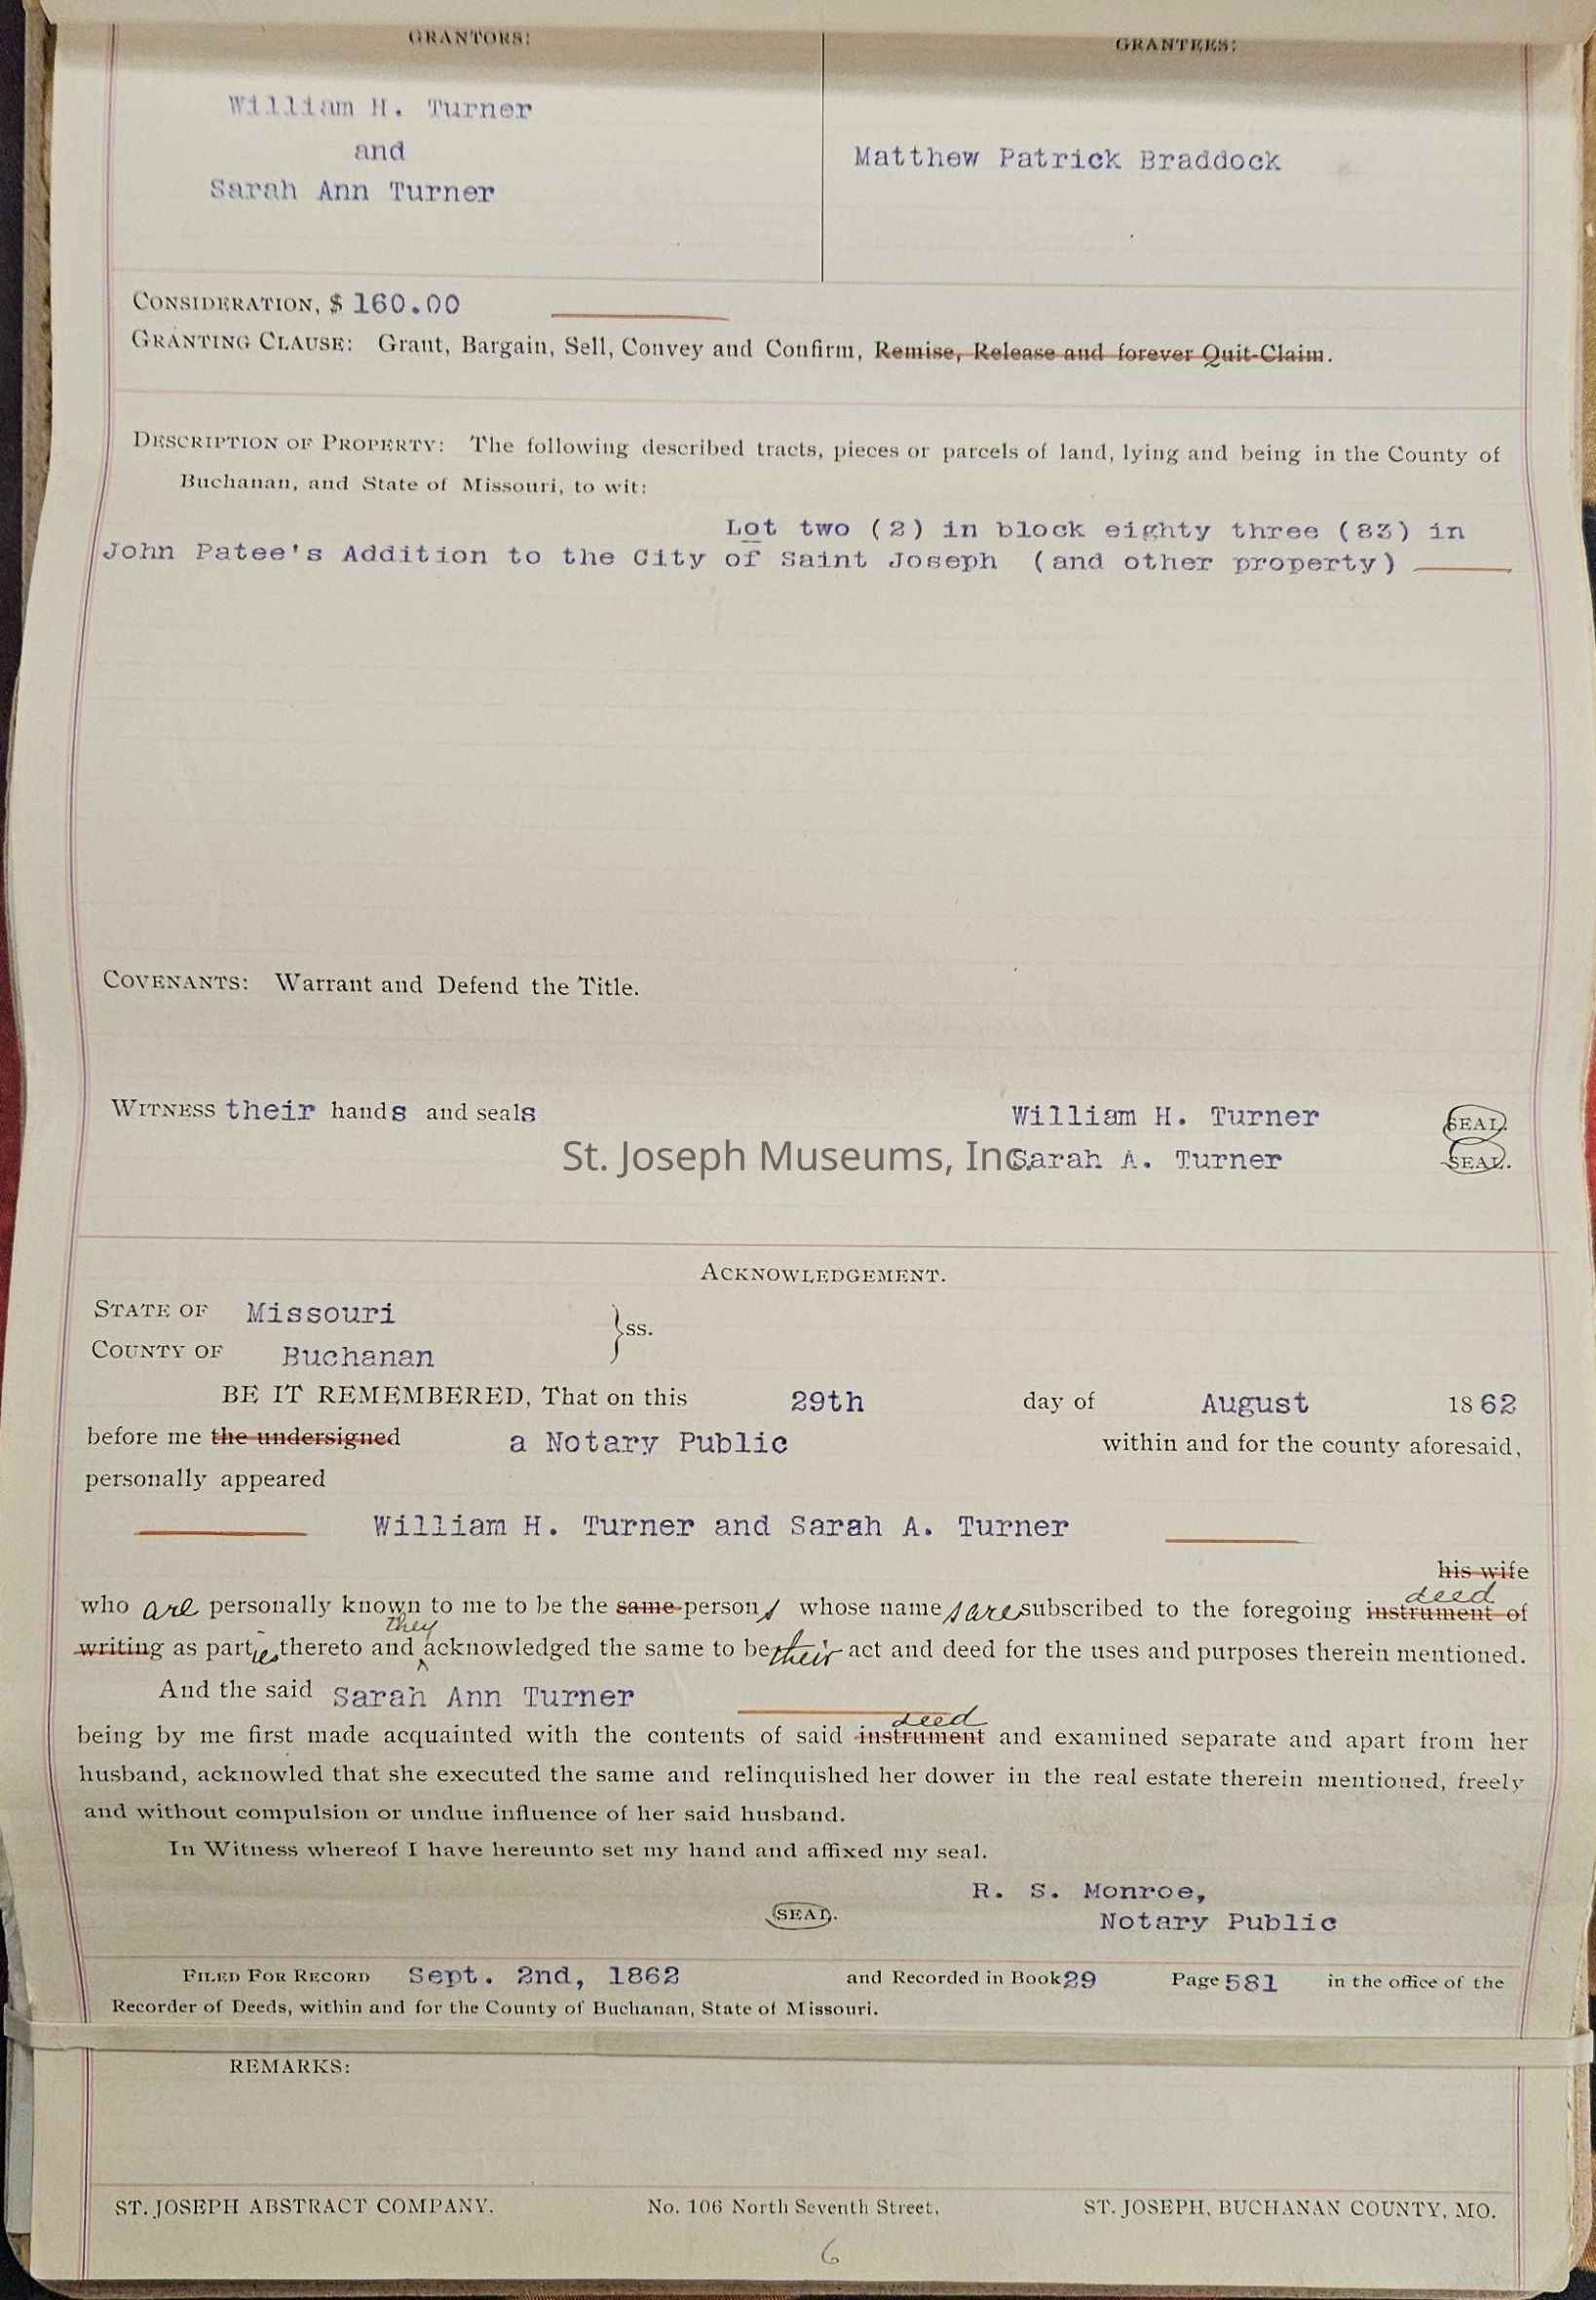 GRANTORS: GRANTEES:
William H. Turner
and
Sarah Ann Turner
Matthew Patrick Braddock
CONSIDERATION, $ 160.00
GRANTING CLAUSE: Grant, Bargain, Sell, Convey and Confirm, Remise, Release and forever Quit-Claim.
DESCRIPTION OF PROPERTY: The following described tracts, pieces or parcels of land, lying and being in the County of
Buchanan, and State of Missouri, to wit:
Lot two (2) in block eighty three (83) in
John Patee's Addition to the City of Saint Joseph (and other property)
COVENANTS: Warrant and Defend the Title.
WITNESS their hands and seals William H. Turner SEAL.
Sarah A. Turner SEAL.
St. Joseph Museums, Inc.
ACKNOWLEDGEMENT.
STATE OF Missouri
COUNTY OF Buchanan } ss.
BE IT REMEMBERED, That on this 29th day of August 1862
before me the undersigned a Notary Public within and for the county aforesaid,
personally appeared
William H. Turner and Sarah A. Turner
his wife
deed
who are personally known to me to be the same persons whose names are subscribed to the foregoing instrument of
they
writing as parties thereto and acknowledged the same to be their act and deed for the uses and purposes therein mentioned.
And the said Sarah Ann Turner
deed
being by me first made acquainted with the contents of said instrument and examined separate and apart from her
husband, acknowled that she executed the same and relinquished her dower in the real estate therein mentioned, freely
and without compulsion or undue influence of her said husband.
In Witness whereof I have hereunto set my hand and affixed my seal.
R. S. Monroe,
SEAL. Notary Public
FILED FOR RECORD Sept. 2nd, 1862 and Recorded in Book 29 Page 581 in the office of the
Recorder of Deeds, within and for the County of Buchanan, State of Missouri.
REMARKS:
ST. JOSEPH ABSTRACT COMPANY. No. 106 North Seventh Street. ST. JOSEPH, BUCHANAN COUNTY, MO.
6